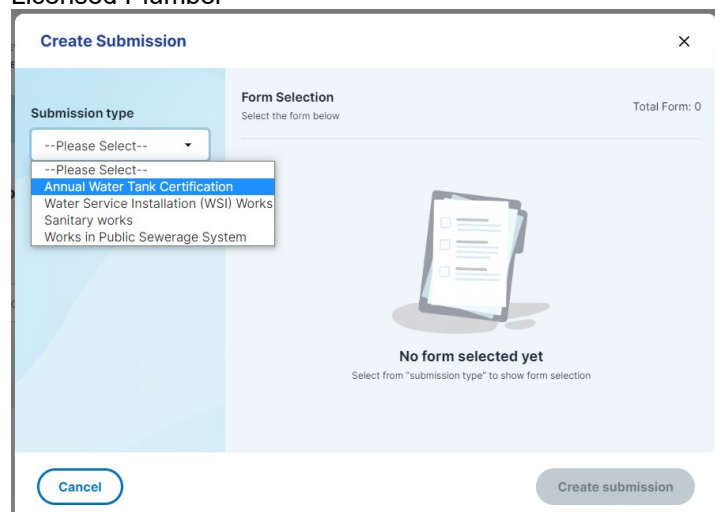 Licensed Plumber
Create Submission
Submission type
--Please Select--
--Please Select--
Annual Water Tank Certification
Water Service Installation (WSI) Works
Sanitary works
Works in Public Sewerage System
Form Selection
Select the form below
Total Form: 0
No form selected yet
Select from "submission type" to show form selection
Cancel
Create submission